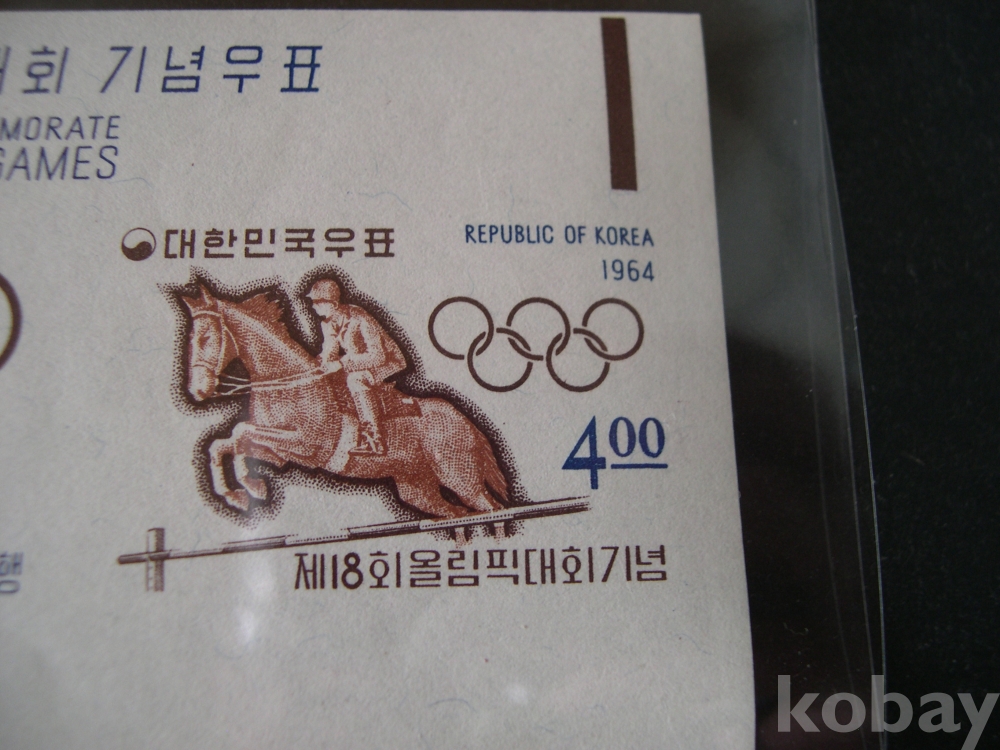 회 기념우표
MORATE
GAMES
대한민국우표
REPUBLIC OF KOREA
1964
4.00
제18회올림픽대회기념
행
kobay